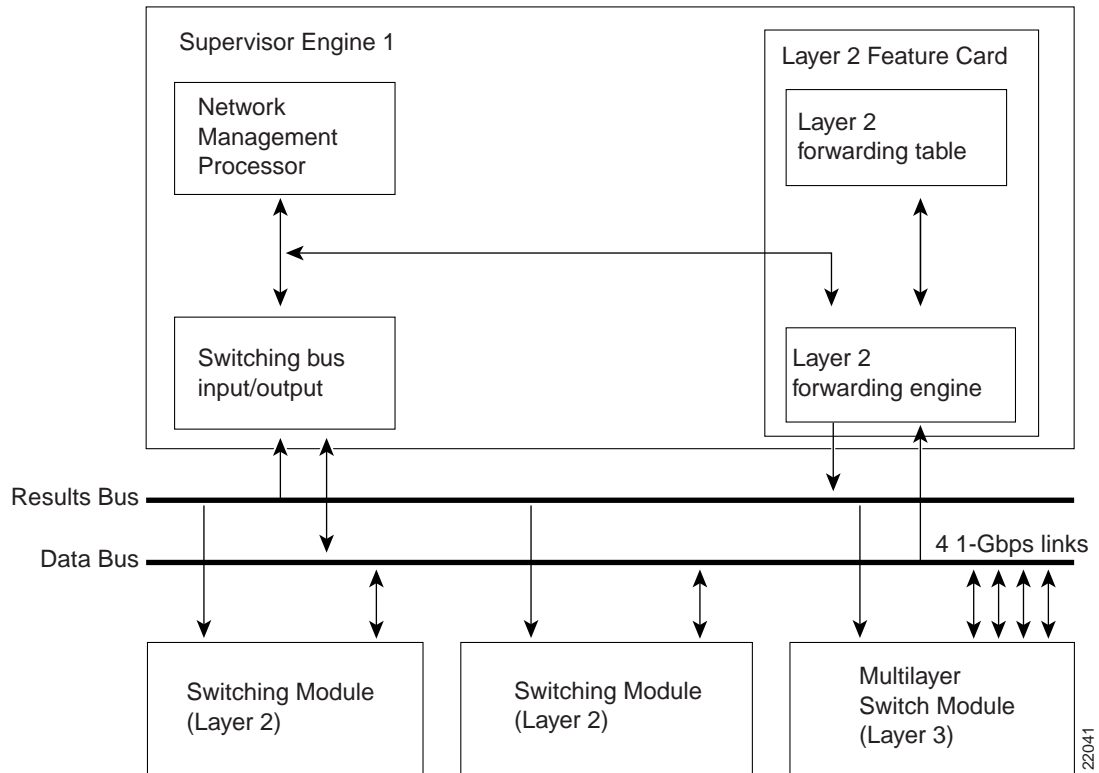 Supervisor Engine 1
Layer 2 Feature Card
Network
Management
Processor
Layer 2
forwarding table
Switching bus
input/output
Layer 2
forwarding engine
Results Bus
Data Bus
4 1-Gbps links
Switching Module
(Layer 2)
Switching Module
(Layer 2)
Multilayer
Switch Module
(Layer 3)
22041